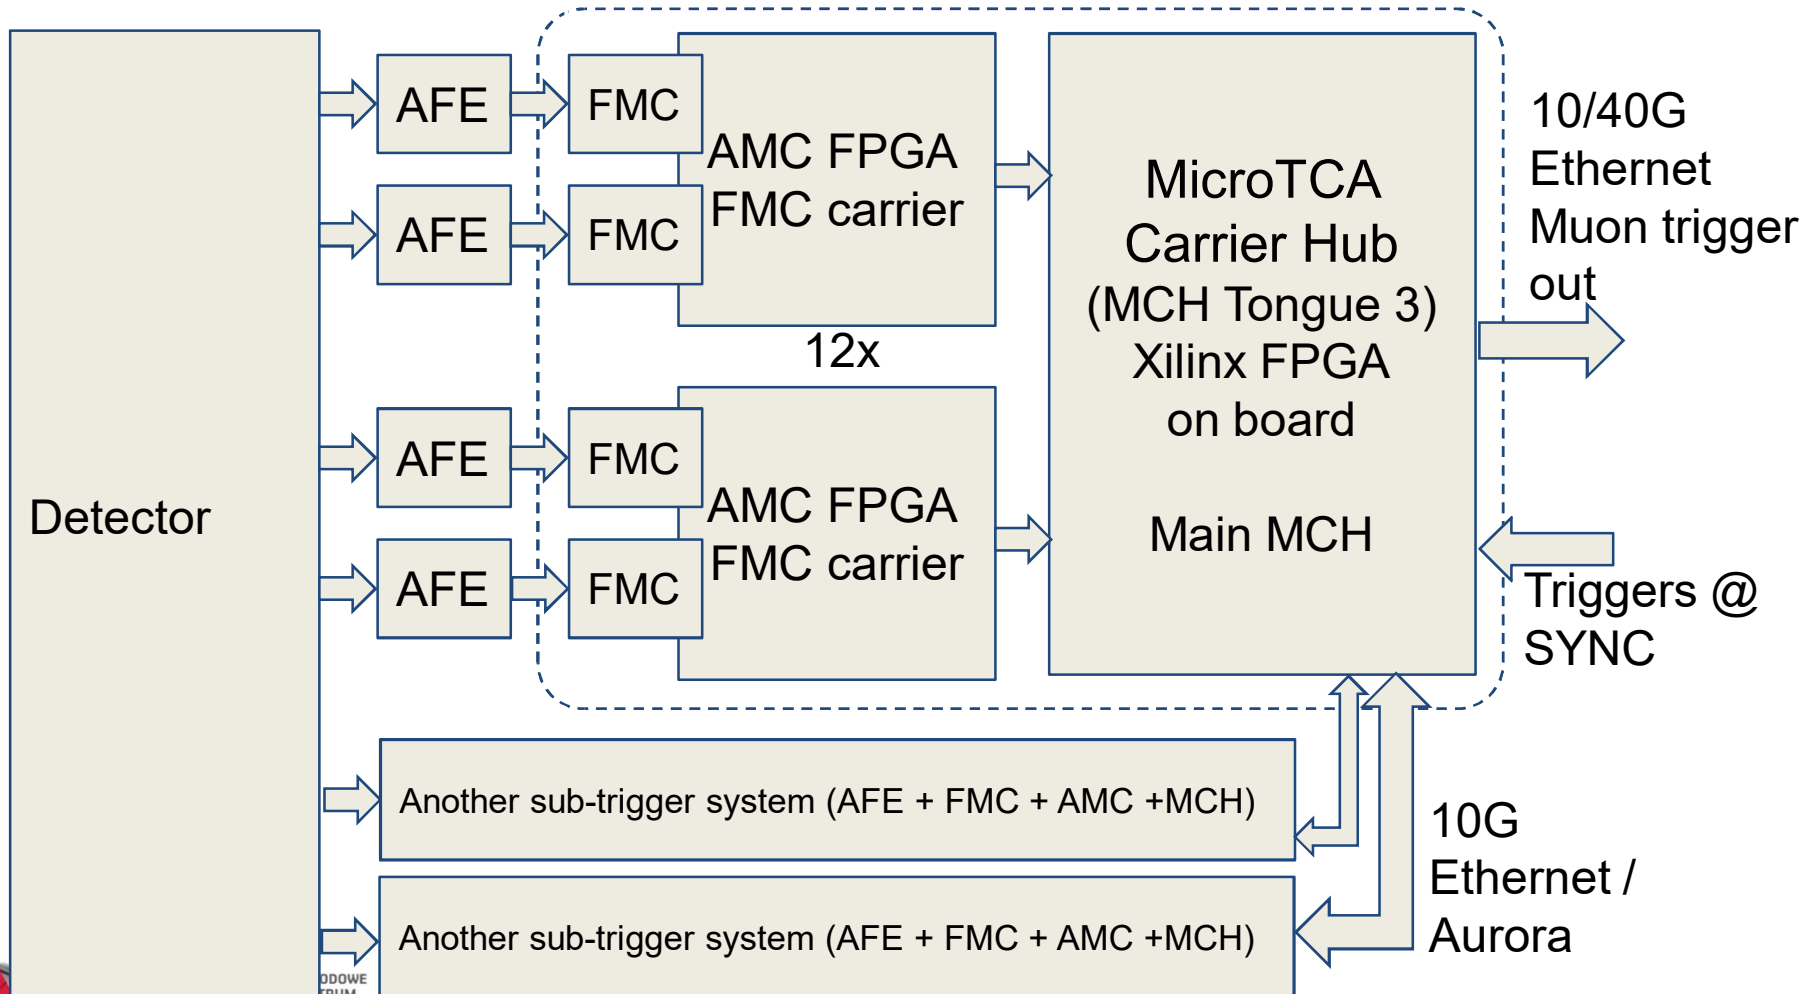 Detector
AFE
FMC
AFE
FMC
AMC FPGA
FMC carrier
12x
AFE
FMC
AFE
FMC
AMC FPGA
FMC carrier
MicroTCA
Carrier Hub
(MCH Tongue 3)
Xilinx FPGA
on board
Main MCH
10/40G
Ethernet
Muon trigger
out
Triggers @
SYNC
Another sub-trigger system (AFE + FMC + AMC +MCH)
Another sub-trigger system (AFE + FMC + AMC +MCH)
10G
Ethernet /
Aurora